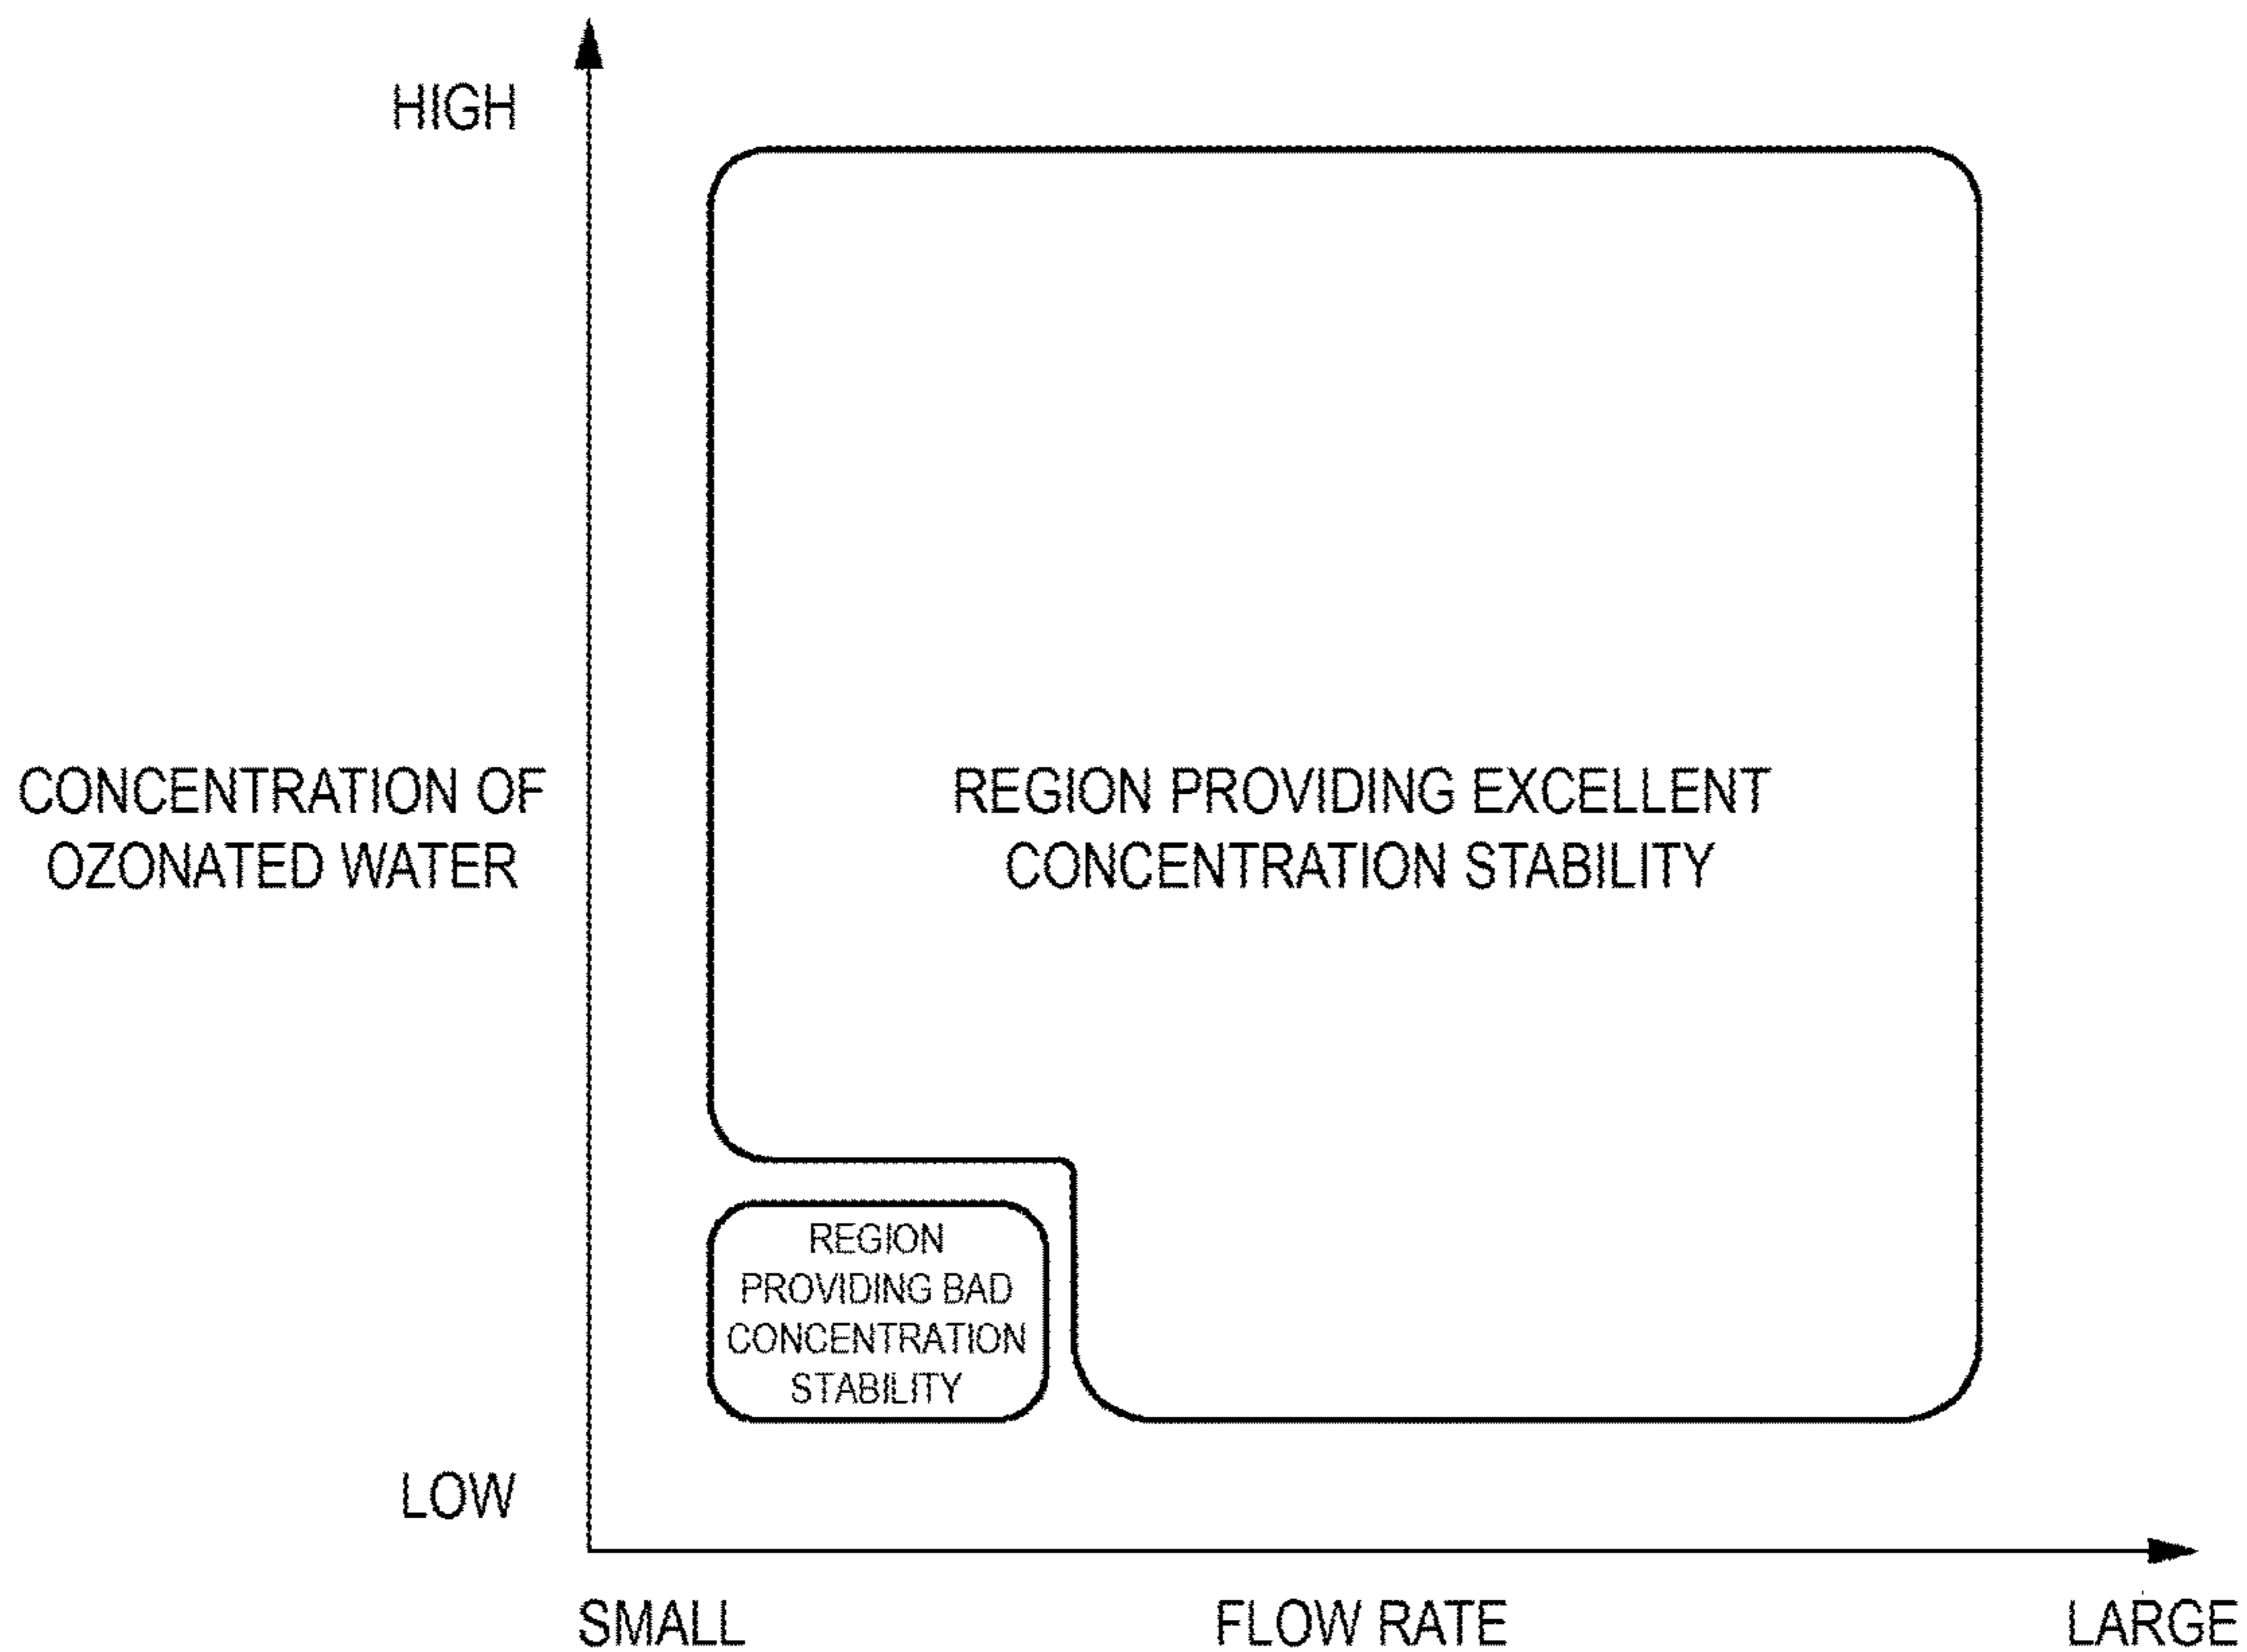 HIGH
CONCENTRATION OF
OZONATED WATER
REGION PROVIDING EXCELLENT
CONCENTRATION STABILITY
REGION
PROVIDING BAD
CONCENTRATION
STABILITY
LOW
SMALL
FLOW RATE
LARGE